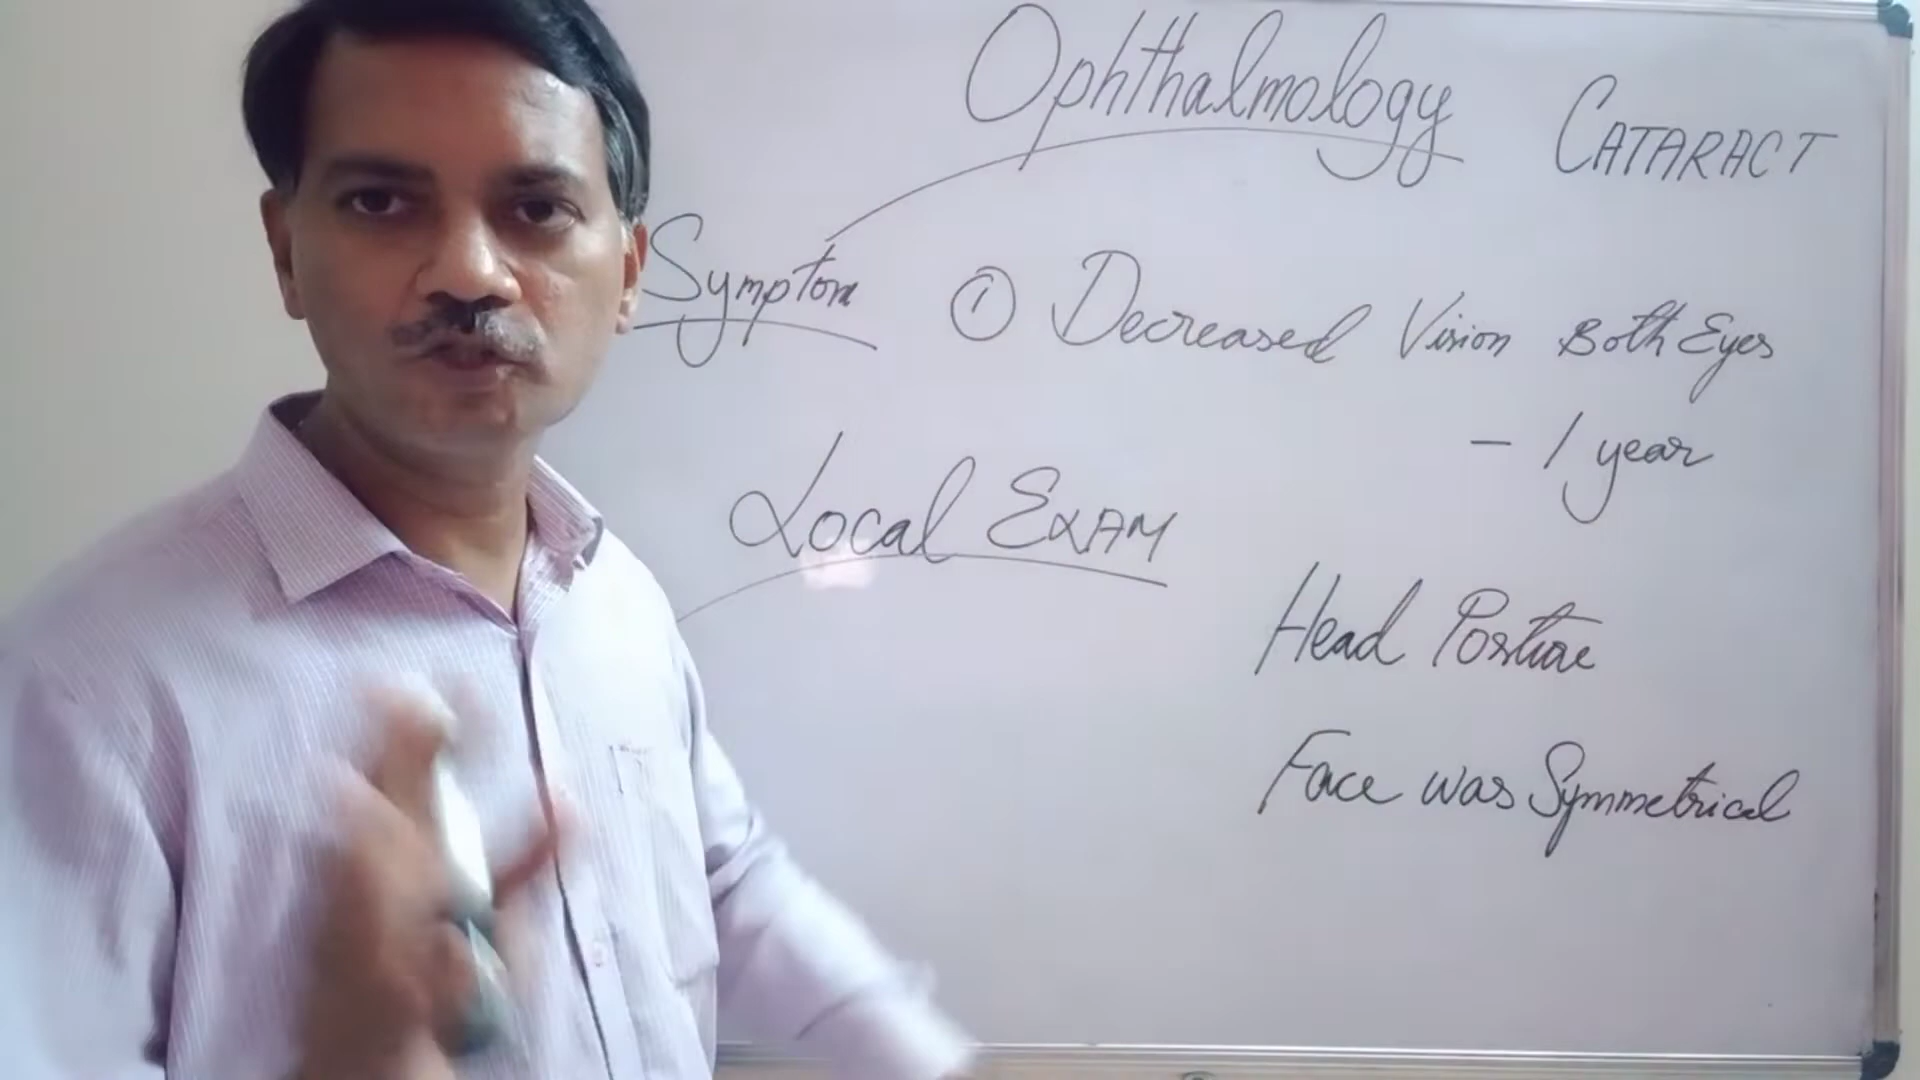 Ophthalmology CATARACT
Symptom ① Decreased Vision Both Eyes
- 1 year
Local EXAM
Head Posture
Face was Symmetrical